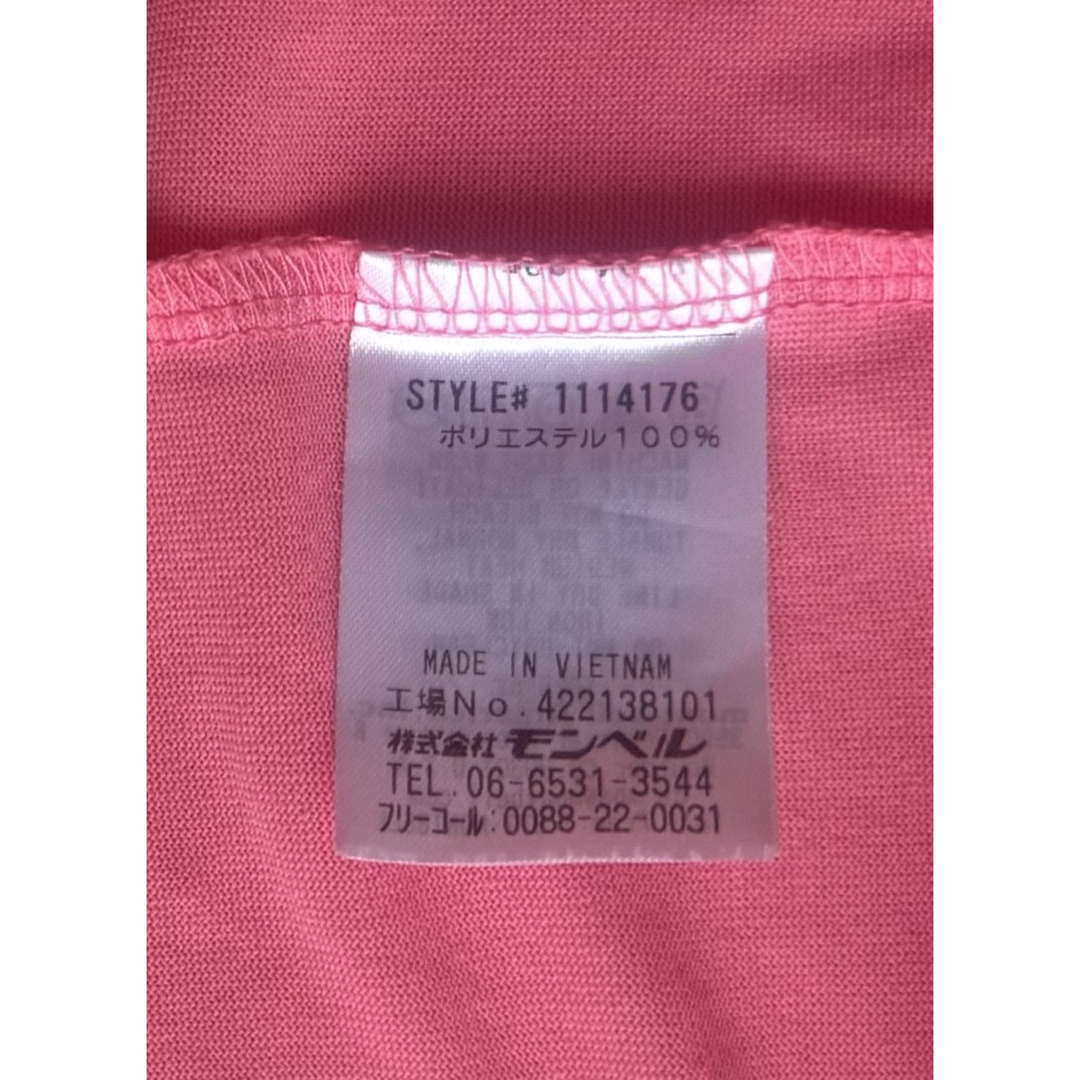 STYLE# 1114176
ポリエステル100%
MADE IN VIETNAM
工場No.422138101
株式会社 モンベル
TEL.06-6531-3544
フリーコール:0088-22-0031